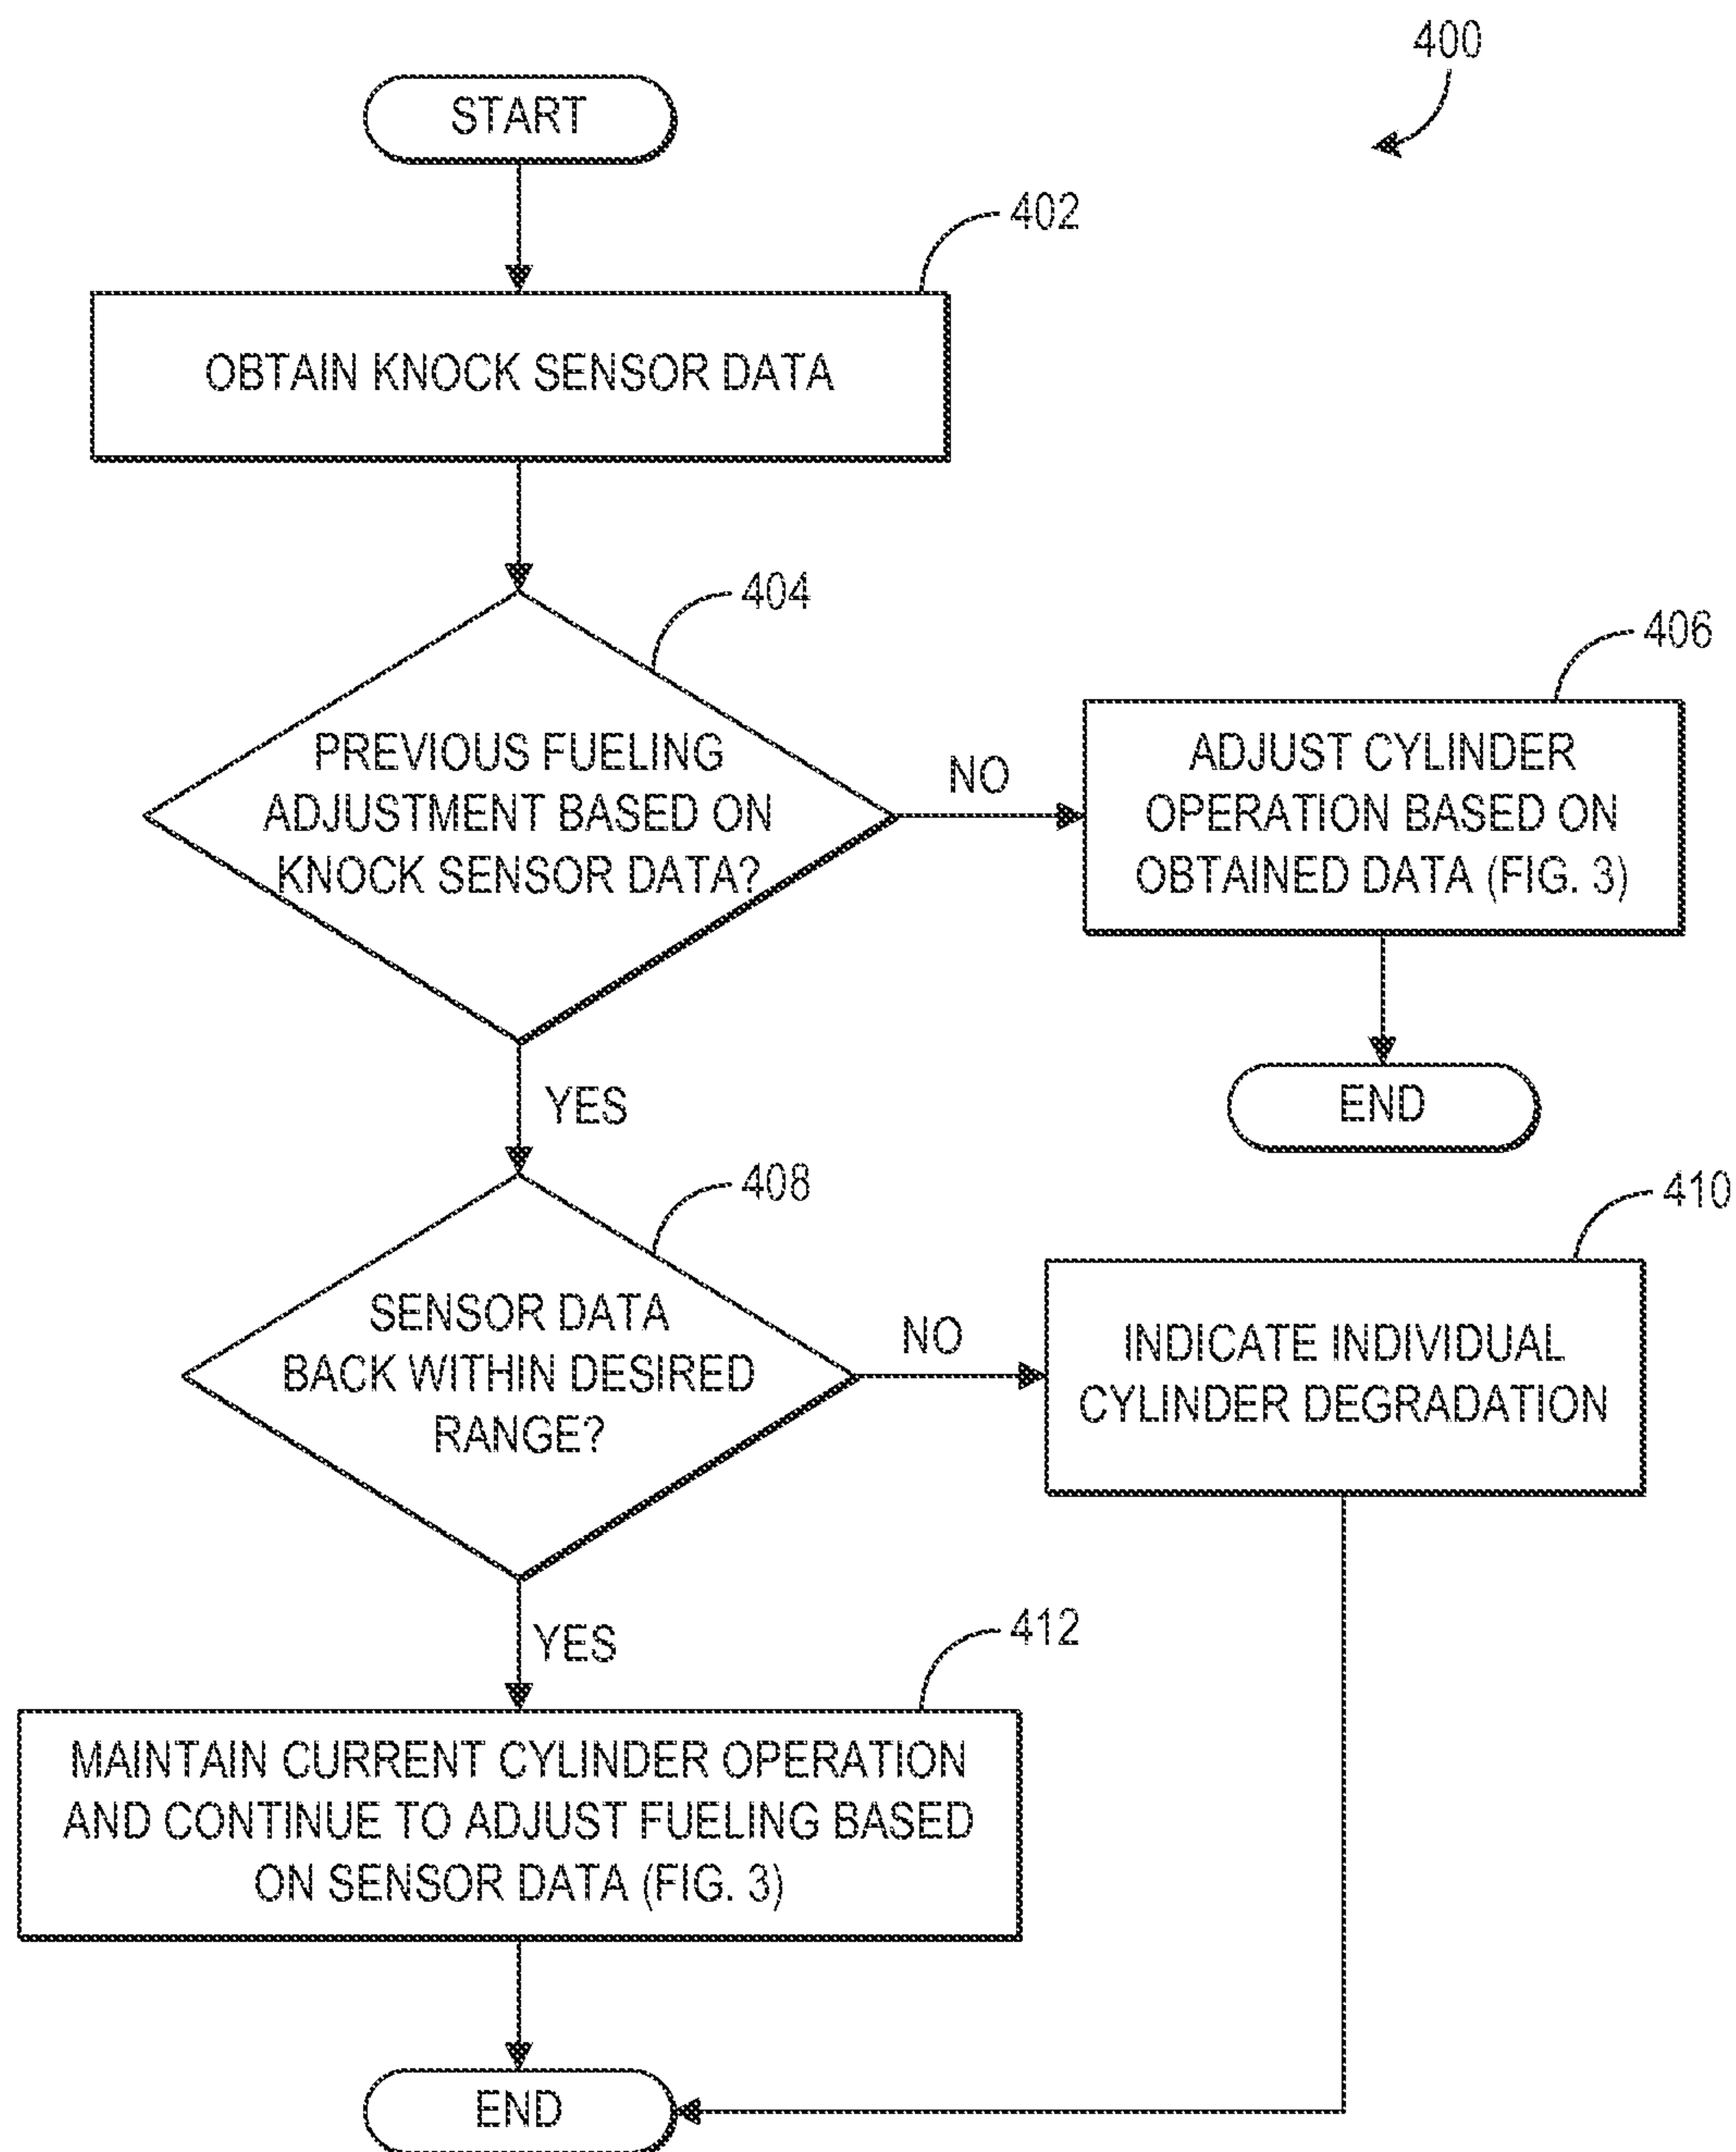 400
START
402
OBTAIN KNOCK SENSOR DATA
404
PREVIOUS FUELING
ADJUSTMENT BASED ON
KNOCK SENSOR DATA?
NO
406
ADJUST CYLINDER
OPERATION BASED ON
OBTAINED DATA (FIG. 3)
END
YES
408
SENSOR DATA
BACK WITHIN DESIRED
RANGE?
NO
410
INDICATE INDIVIDUAL
CYLINDER DEGRADATION
YES
412
MAINTAIN CURRENT CYLINDER OPERATION
AND CONTINUE TO ADJUST FUELING BASED
ON SENSOR DATA (FIG. 3)
END